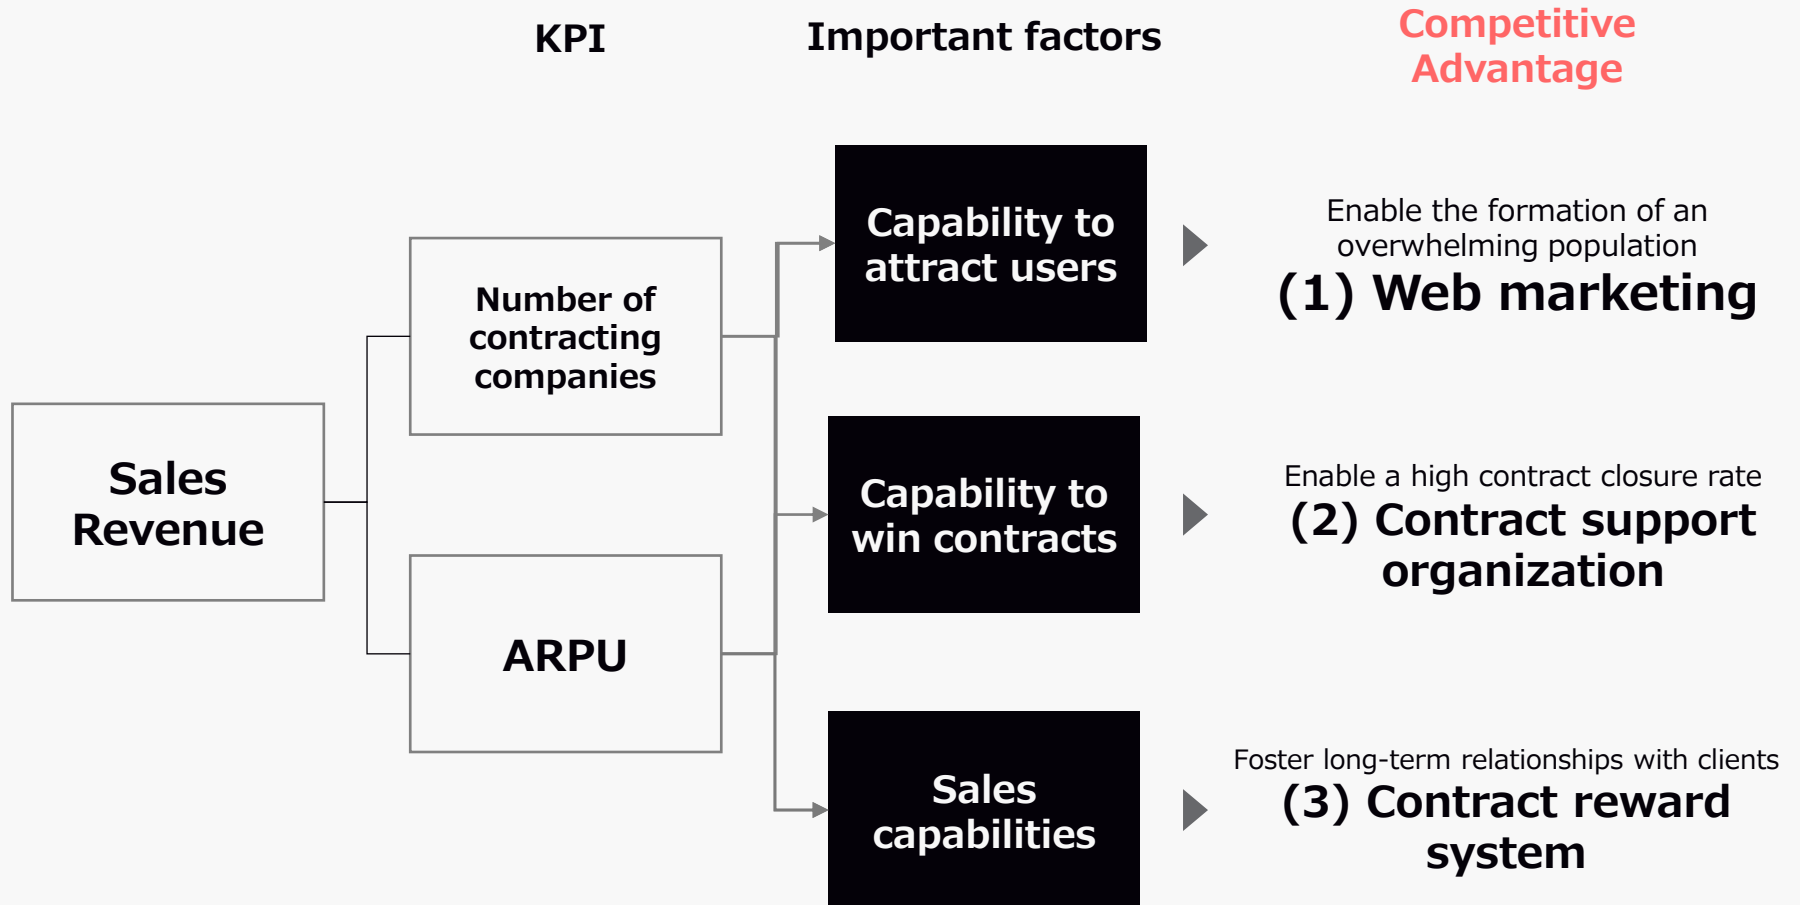 KPI
Important factors
Competitive
Advantage
Sales
Revenue
Number of
contracting
companies
ARPU
Capability to
attract users
Enable the formation of an
overwhelming population
(1) Web marketing
Capability to
win contracts
Enable a high contract closure rate
(2) Contract support
organization
Sales
capabilities
Foster long-term relationships with clients
(3) Contract reward
system